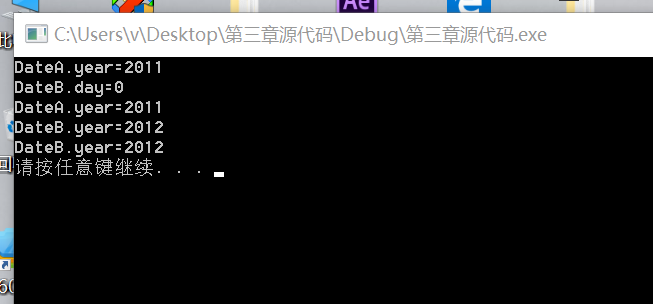 Ae
C:\Users\v\Desktop\第三章源代码\Debug\第三章源代码.exe
比
DateA.year=2011
DateB.day=0
DateA.year=2011
DateB.year=2012
DateB.year=2012
回
请按任意键继续. . .